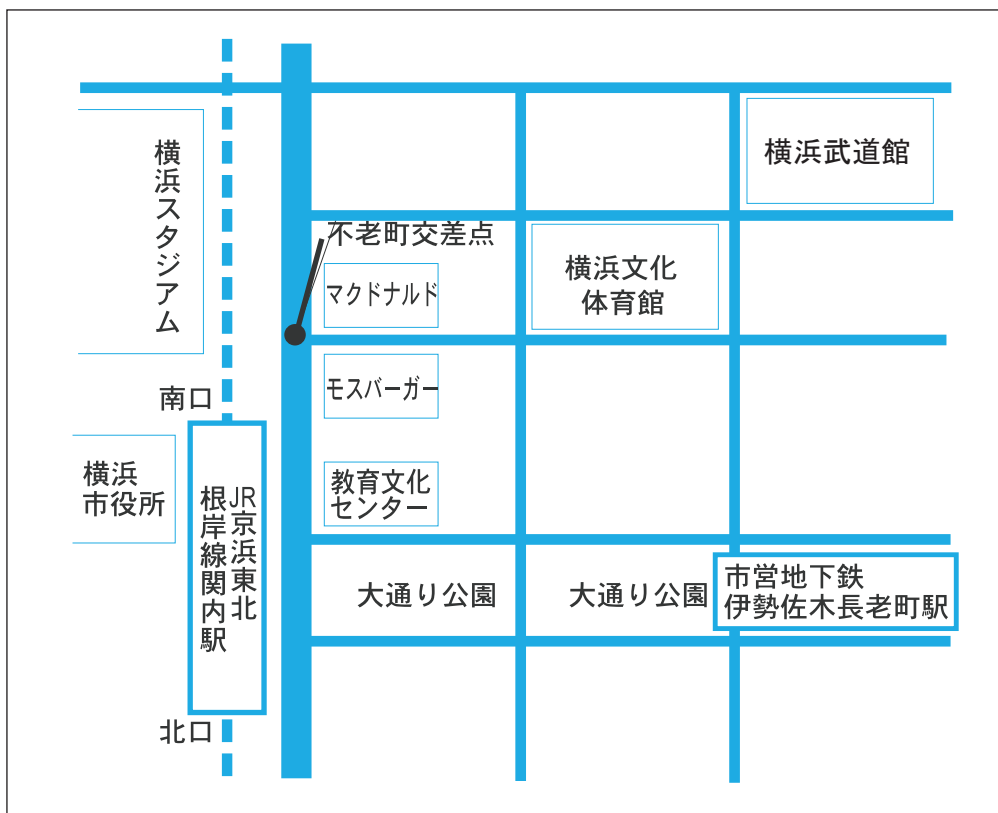 横浜武道館
横浜スタジアム
不老町交差点
横浜文化
体育館
マクドナルド
モスバーガー
南口
横浜
市役所
教育文化
センター
JR京浜東北
根岸線関内駅
大通り公園
大通り公園
市営地下鉄
伊勢佐木長老町駅
北口